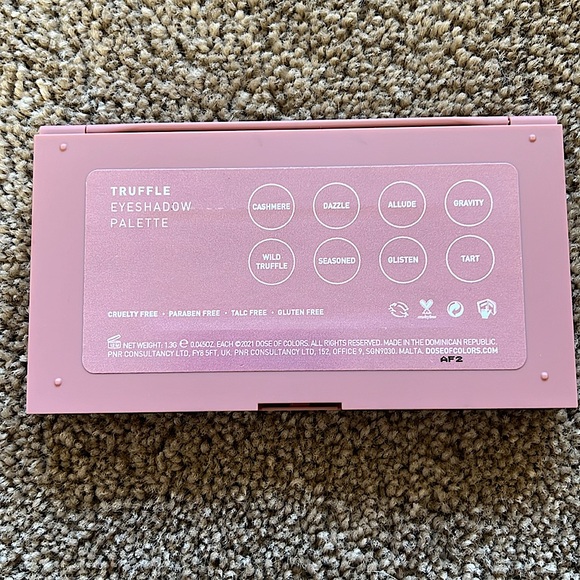 TRUFFLE
EYESHADOW
PALETTE
CASHMERE DAZZLE ALLUDE GRAVITY
WILD
TRUFFLE SEASONED GLISTEN TART
CRUELTY FREE • PARABEN FREE • TALC FREE • GLUTEN FREE
NET WEIGHT: 1.3G ℮ 0.045OZ. EACH ©2021 DOSE OF COLORS. ALL RIGHTS RESERVED. MADE IN THE DOMINICAN REPUBLIC.
PNR CONSULTANCY LTD, FY8 5FT, UK. PNR CONSULTANCY LTD, 152, OFFICE 9, SGN9030. MALTA. DOSEOFCOLORS.COM
AF2